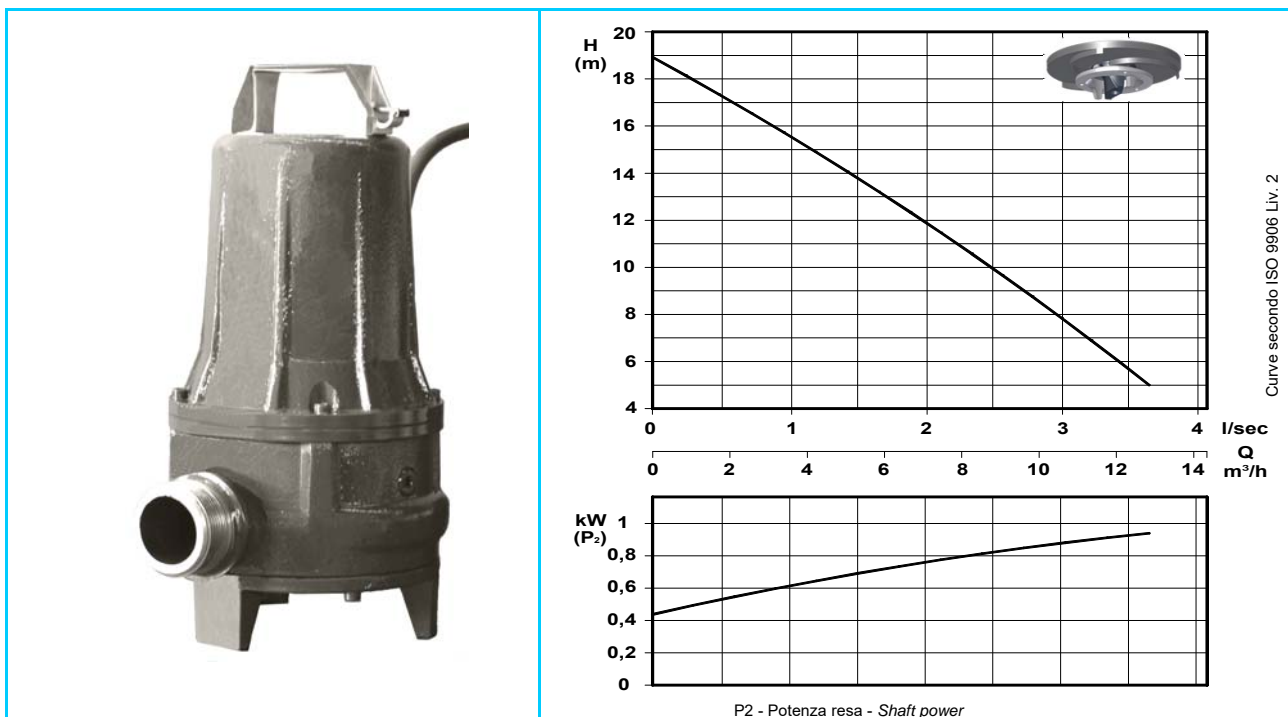 H
(m)
20
18
16
14
12
10
8
6
4
0 1 2 3 4 l/sec
0 2 4 6 8 10 12 14
Q
m³/h
Curve secondo ISO 9906 Liv. 2
kW
(P₂)
1
0,8
0,6
0,4
0,2
0
P2 - Potenza resa - Shaft power